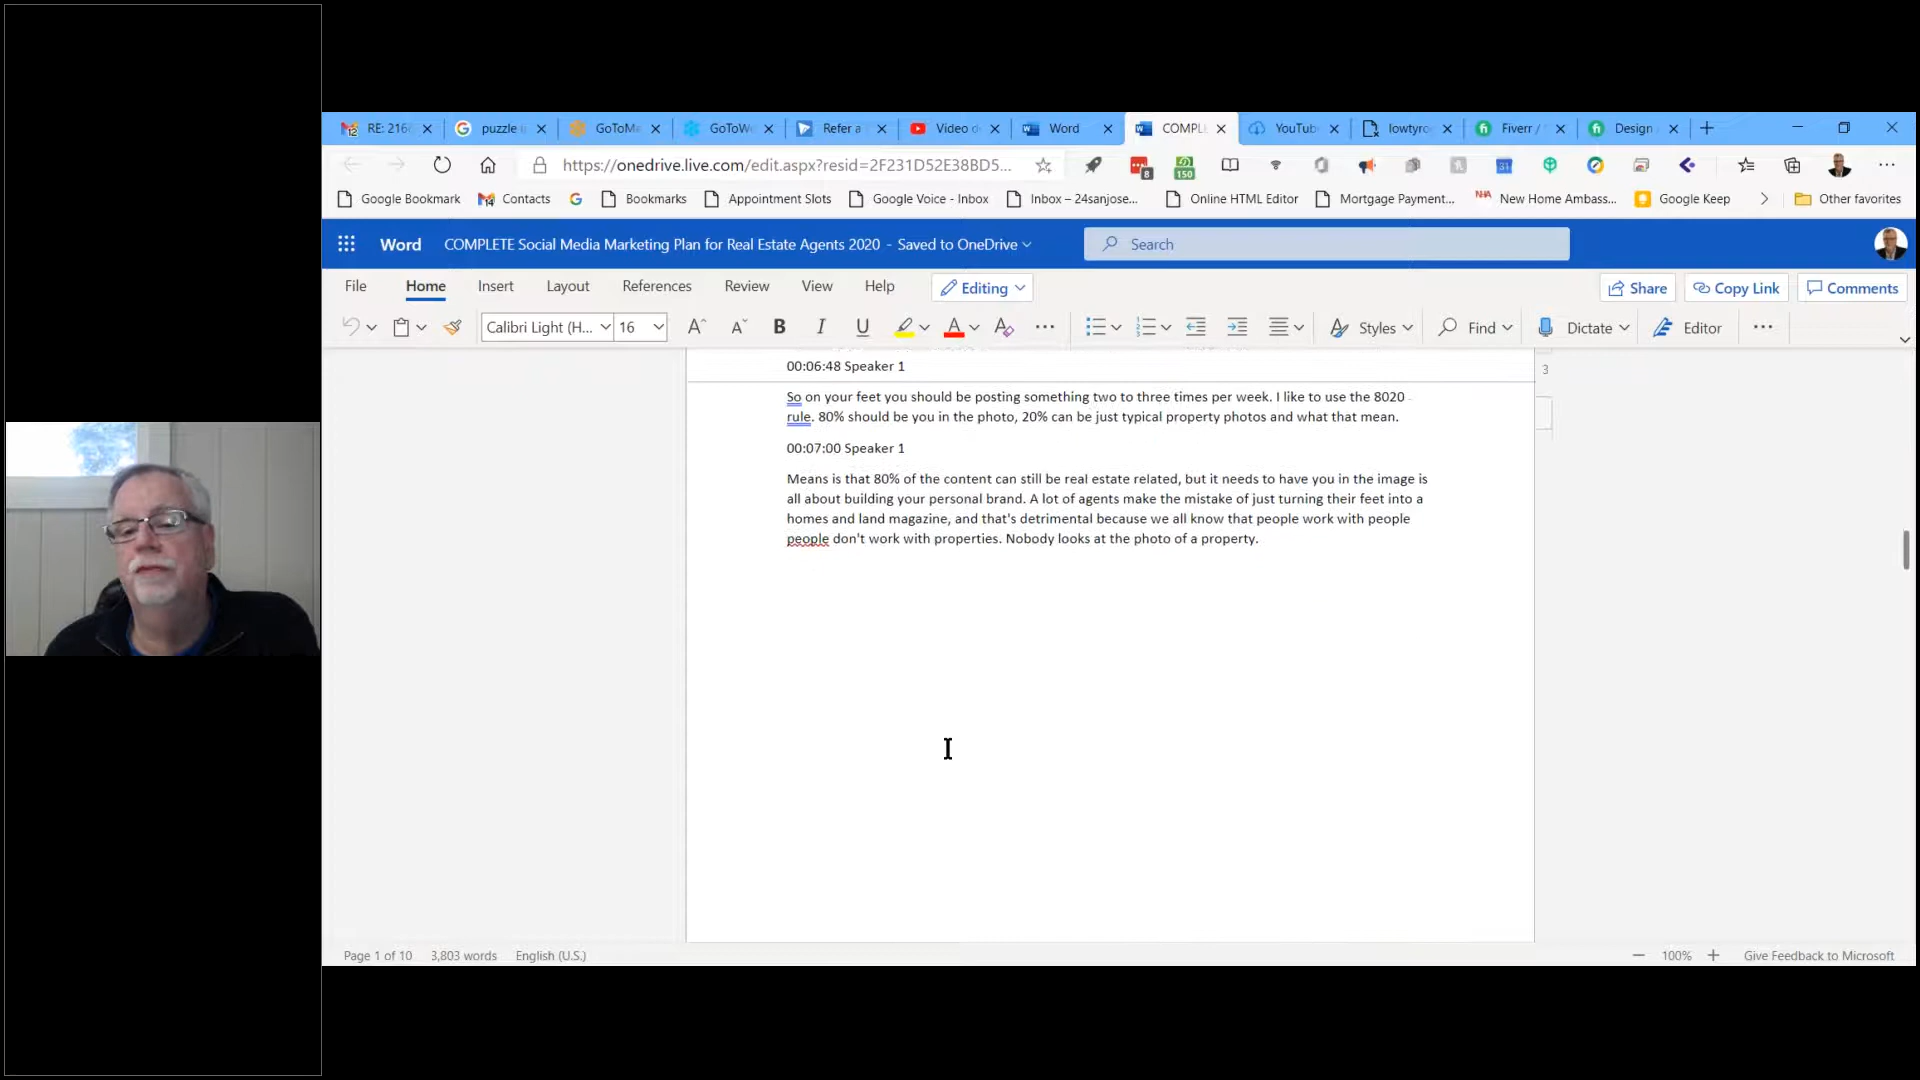 RE: 216
puzzle
GoToMe
GoToWe
Refer a
Video d
Word
COMPLE
YouTub
lowtyro
Fiverr /
Design
https://onedrive.live.com/edit.aspx?resid=2F231D52E38BD5...
8
150
31
Google Bookmark
Contacts
Bookmarks
Appointment Slots
Google Voice - Inbox
Inbox – 24sanjose...
Online HTML Editor
Mortgage Payment...
NHA
New Home Ambass...
Google Keep
Other favorites
Word
COMPLETE Social Media Marketing Plan for Real Estate Agents 2020 - Saved to OneDrive
Search
File
Home
Insert
Layout
References
Review
View
Help
Editing
Share
Copy Link
Comments
Calibri Light (H...
16
B
I
U
Styles
Find
Dictate
Editor
00:06:48 Speaker 1
3
So on your feet you should be posting something two to three times per week. I like to use the 8020
rule. 80% should be you in the photo, 20% can be just typical property photos and what that mean.
00:07:00 Speaker 1
Means is that 80% of the content can still be real estate related, but it needs to have you in the image is
all about building your personal brand. A lot of agents make the mistake of just turning their feet into a
homes and land magazine, and that's detrimental because we all know that people work with people
people don't work with properties. Nobody looks at the photo of a property.
Page 1 of 10
3,803 words
English (U.S.)
100%
Give Feedback to Microsoft